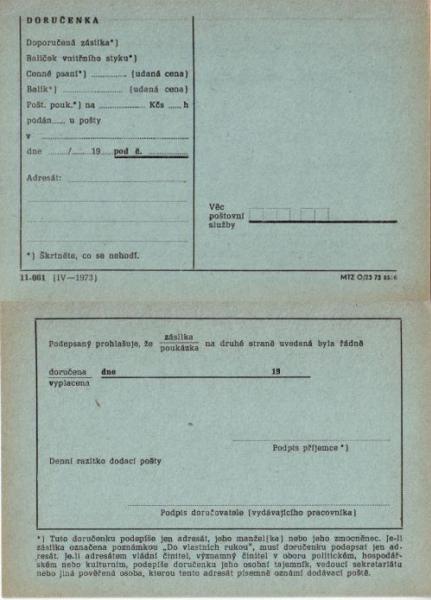 DORUČENKA
Doporučená zásilka*)
Balíček vnitřního styku*)
Cenné psaní*) ........... (udaná cena)
Balík*) ................... (udaná cena)
Pošt. pouk.*) na ........... Kčs .... h
podán ..... u pošty
v ..............................
dne ...... /..... 19 ..... pod č. ...........
Adresát: ..............................
*) Škrtněte, co se nehodí.
Věc
poštovní
služby
11-061 (IV—1973)
MTZ 0/23 73
Podepsaný prohlašuje, že zásilka/poukázka na druhé straně uvedená byla řádně
doručena dne 19
vyplacena
Podpis příjemce*)
Denní razítko dodací pošty
Podpis doručovatele (vydávajícího pracovníka)
*) Tuto doručenku podepíše jen adresát, jeho manžel(ka) nebo jeho zmocněnec. Je-li
zásilka označena poznámkou „Do vlastních rukou", musí doručenku podepsat jen ad-
resát. Je-li adresátem vládní činitel, významný činitel v oboru politickém, hospodář-
ském nebo kulturním, podepíše doručenku jeho osobní tajemník, vedoucí sekretariátu
nebo jiná pověřená osoba, kterou tento adresát písemně oznámí dodávací poště.